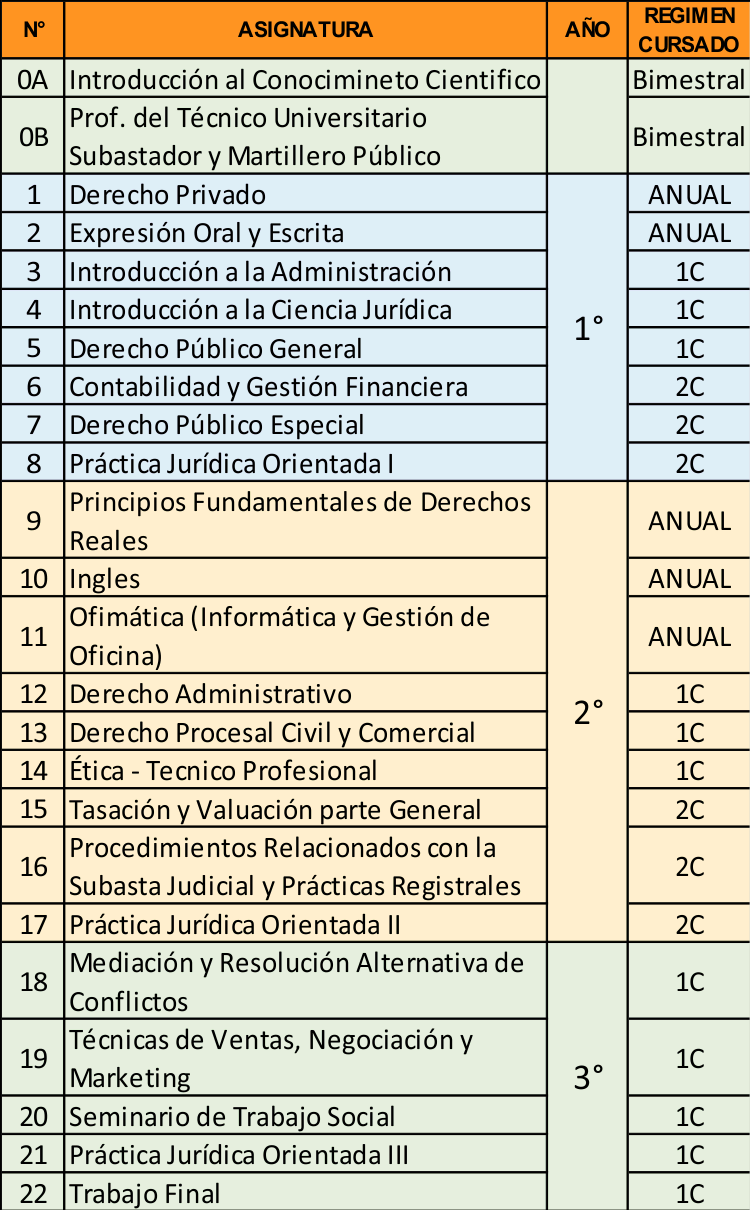 N° ASIGNATURA AÑO REGIMEN CURSADO
0A Introducción al Conocimineto Cientifico Bimestral
0B Prof. del Técnico Universitario
Subastador y Martillero Público Bimestral
1 Derecho Privado 1° ANUAL
2 Expresión Oral y Escrita ANUAL
3 Introducción a la Administración 1C
4 Introducción a la Ciencia Jurídica 1C
5 Derecho Público General 1C
6 Contabilidad y Gestión Financiera 2C
7 Derecho Público Especial 2C
8 Práctica Jurídica Orientada I 2C
9 Principios Fundamentales de Derechos
Reales 2° ANUAL
10 Ingles ANUAL
11 Ofimática (Informática y Gestión de
Oficina) ANUAL
12 Derecho Administrativo 1C
13 Derecho Procesal Civil y Comercial 1C
14 Ética - Tecnico Profesional 1C
15 Tasación y Valuación parte General 2C
16 Procedimientos Relacionados con la
Subasta Judicial y Prácticas Registrales 2C
17 Práctica Jurídica Orientada II 2C
18 Mediación y Resolución Alternativa de
Conflictos 3° 1C
19 Técnicas de Ventas, Negociación y
Marketing 1C
20 Seminario de Trabajo Social 1C
21 Práctica Jurídica Orientada III 1C
22 Trabajo Final 1C